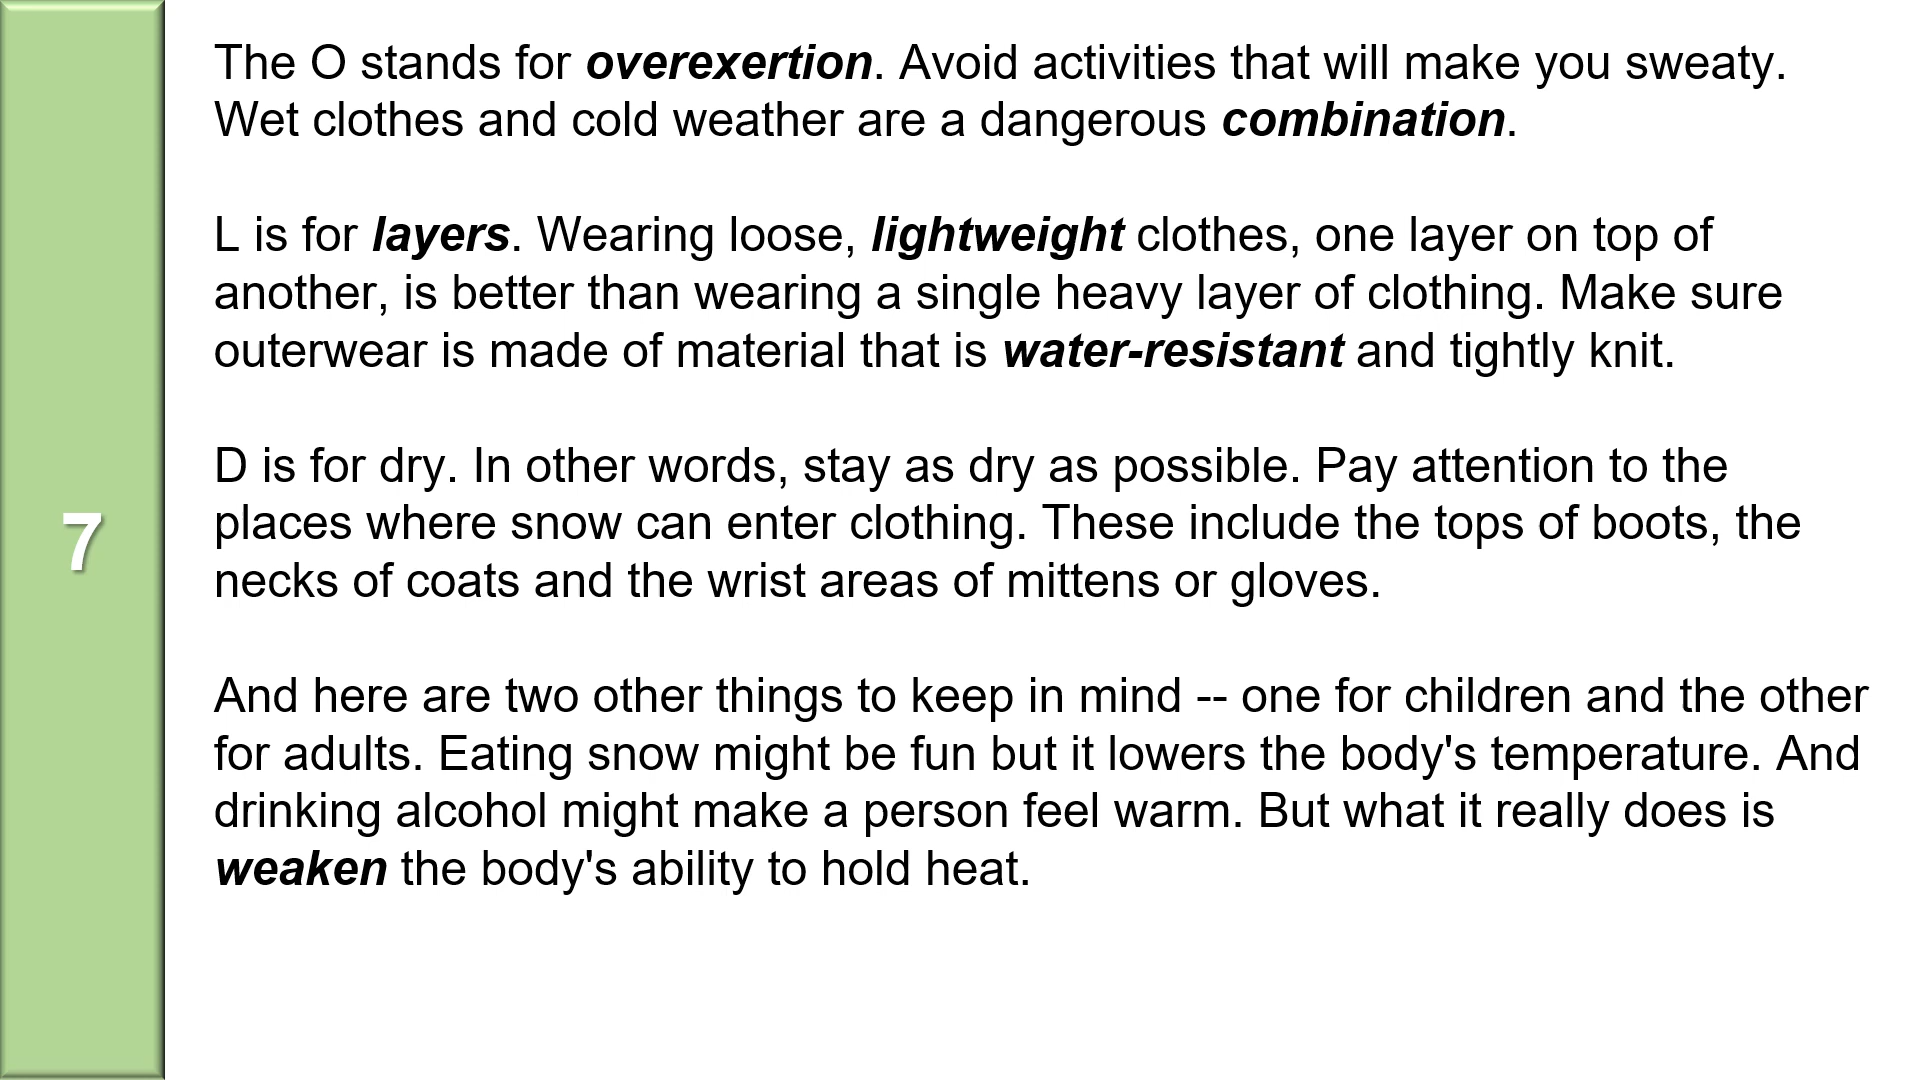 The O stands for overexertion. Avoid activities that will make you sweaty.
Wet clothes and cold weather are a dangerous combination.
L is for layers. Wearing loose, lightweight clothes, one layer on top of
another, is better than wearing a single heavy layer of clothing. Make sure
outerwear is made of material that is water-resistant and tightly knit.
D is for dry. In other words, stay as dry as possible. Pay attention to the
places where snow can enter clothing. These include the tops of boots, the
necks of coats and the wrist areas of mittens or gloves.
And here are two other things to keep in mind -- one for children and the other
for adults. Eating snow might be fun but it lowers the body's temperature. And
drinking alcohol might make a person feel warm. But what it really does is
weaken the body's ability to hold heat.
7